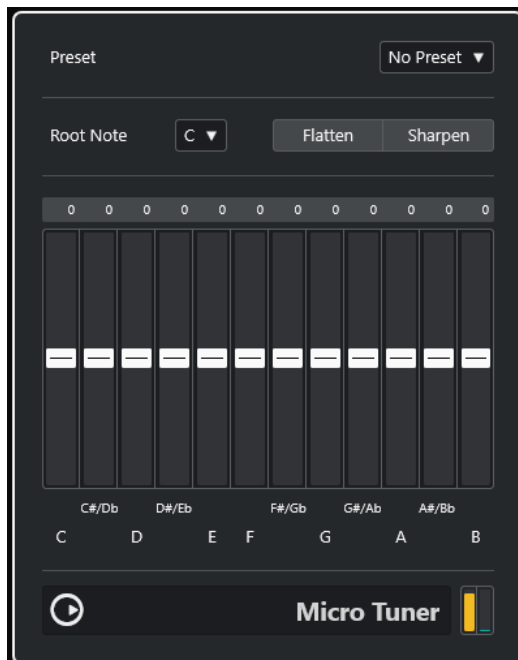 Preset No Preset
Root Note C Flatten Sharpen
0 0 0 0 0 0 0 0 0 0 0 0
C#/Db D#/Eb F#/Gb G#/Ab A#/Bb
C D E F G A B
Micro Tuner